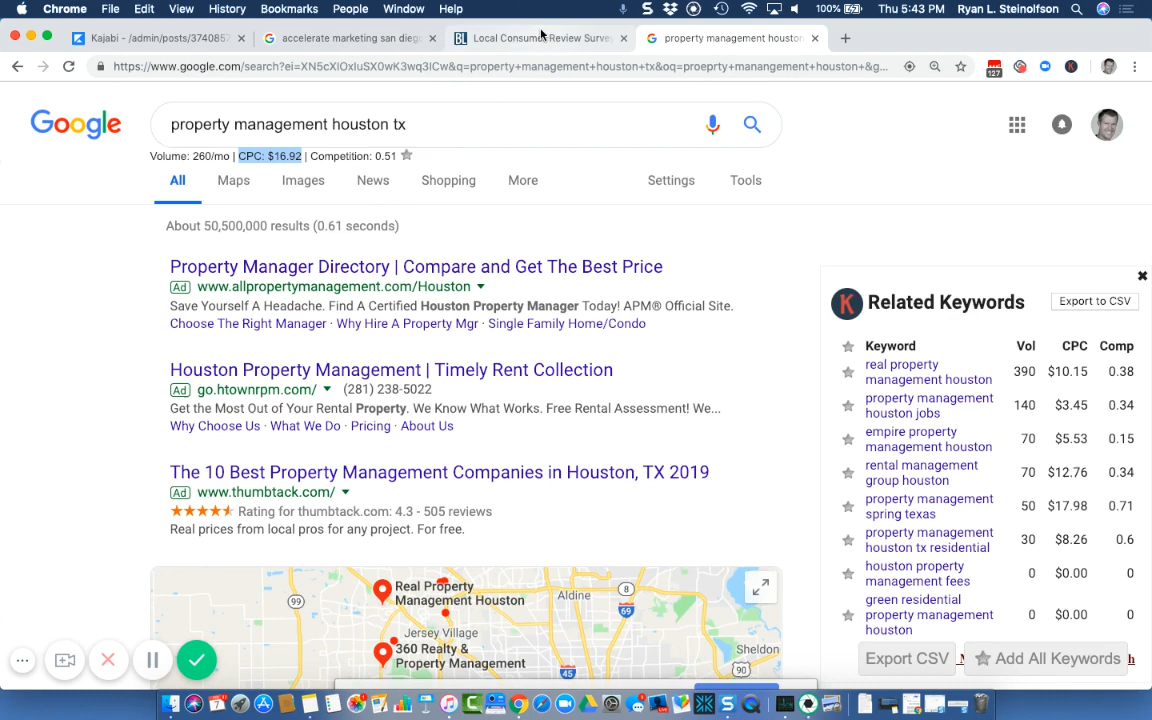 Chrome File Edit View History Bookmarks People Window Help 100% Thu 5:43 PM Ryan L. Steinolfson
Kajabi - /admin/posts/3740857
accelerate marketing san diego
BL Local Consumer Review Surve
property management houston
https://www.google.com/search?ei=XN5cXIOxIuSX0wK3wq3ICw&q=property+management+houston+tx&oq=proeprty+manangement+houston+&g...
127
K
Google
property management houston tx
Volume: 260/mo | CPC: $16.92 | Competition: 0.51
All Maps Images News Shopping More Settings Tools
About 50,500,000 results (0.61 seconds)
Property Manager Directory | Compare and Get The Best Price
Ad www.allpropertymanagement.com/Houston
Save Yourself A Headache. Find A Certified Houston Property Manager Today! APM® Official Site.
Choose The Right Manager · Why Hire A Property Mgr · Single Family Home/Condo
Houston Property Management | Timely Rent Collection
Ad go.htownrpm.com/ (281) 238-5022
Get the Most Out of Your Rental Property. We Know What Works. Free Rental Assessment! We...
Why Choose Us · What We Do · Pricing · About Us
The 10 Best Property Management Companies in Houston, TX 2019
Ad www.thumbtack.com/
Rating for thumbtack.com: 4.3 - 505 reviews
Real prices from local pros for any project. For free.
Real Property
Management Houston
Aldine
8
99
69
Jersey Village
360 Realty &
Property Management
Sheldon
90
45
K Related Keywords Export to CSV
Keyword Vol CPC Comp
real property
management houston 390 $10.15 0.38
property management
houston jobs 140 $3.45 0.34
empire property
management houston 70 $5.53 0.15
rental management
group houston 70 $12.76 0.34
property management
spring texas 50 $17.98 0.71
property management
houston tx residential 30 $8.26 0.6
houston property
management fees 0 $0.00 0
green residential
property management
houston 0 $0.00 0
Export CSV
Add All Keywords